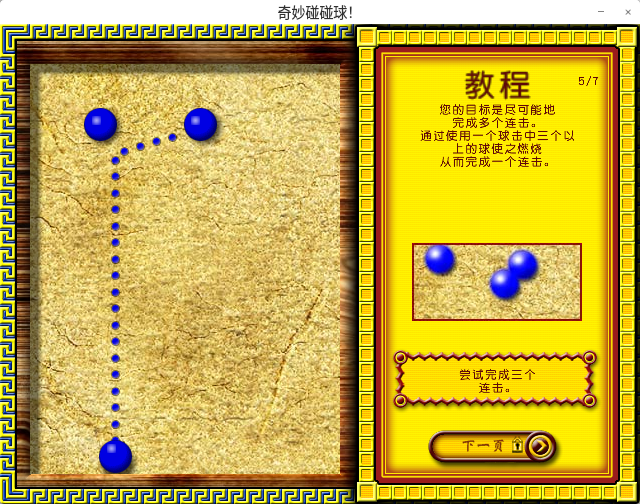 奇妙碰碰球!
教程
5/7
您的目标是尽可能地
完成多个连击。
通过使用一个球击中三个以
上的球使之燃烧
从而完成一个连击。
尝试完成三个
连击。
下一页